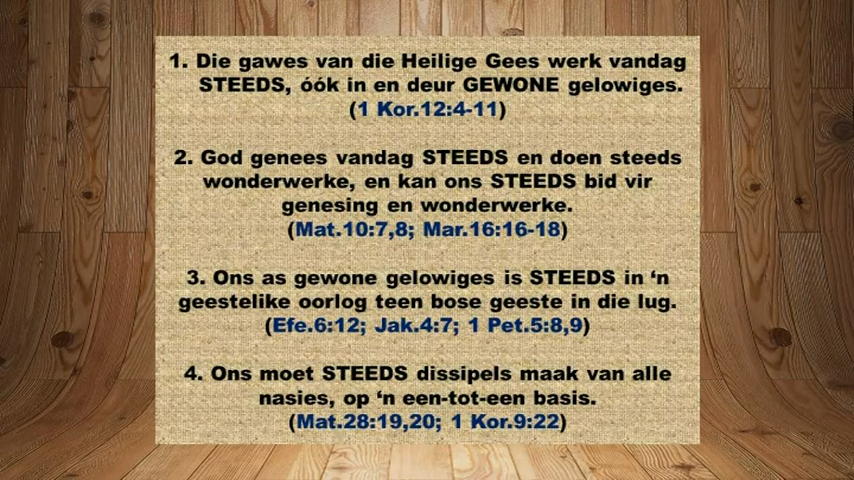 1. Die gawes van die Heilige Gees werk vandag
STEEDS, óók in en deur GEWONE gelowiges.
(1 Kor.12:4-11)
2. God genees vandag STEEDS en doen steeds
wonderwerke, en kan ons STEEDS bid vir
genesing en wonderwerke.
(Mat.10:7,8; Mar.16:16-18)
3. Ons as gewone gelowiges is STEEDS in ‘n
geestelike oorlog teen bose geeste in die lug.
(Efe.6:12; Jak.4:7; 1 Pet.5:8,9)
4. Ons moet STEEDS dissipels maak van alle
nasies, op ‘n een-tot-een basis.
(Mat.28:19,20; 1 Kor.9:22)